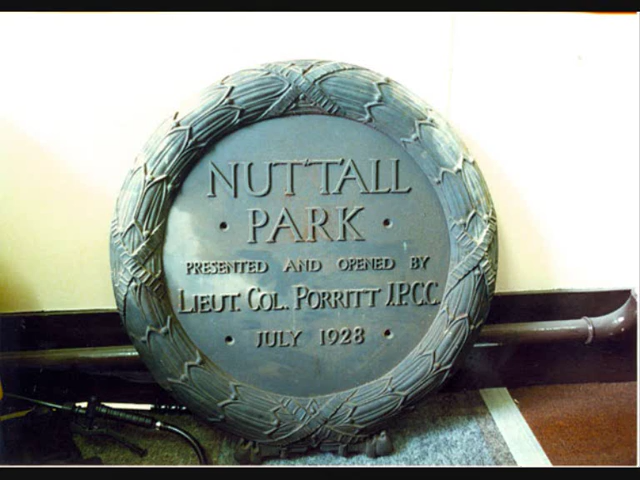 NUTTALL
· PARK ·
PRESENTED AND OPENED BY
LIEUT. COL. PORRITT J.P.C.C.
· JULY 1928 ·